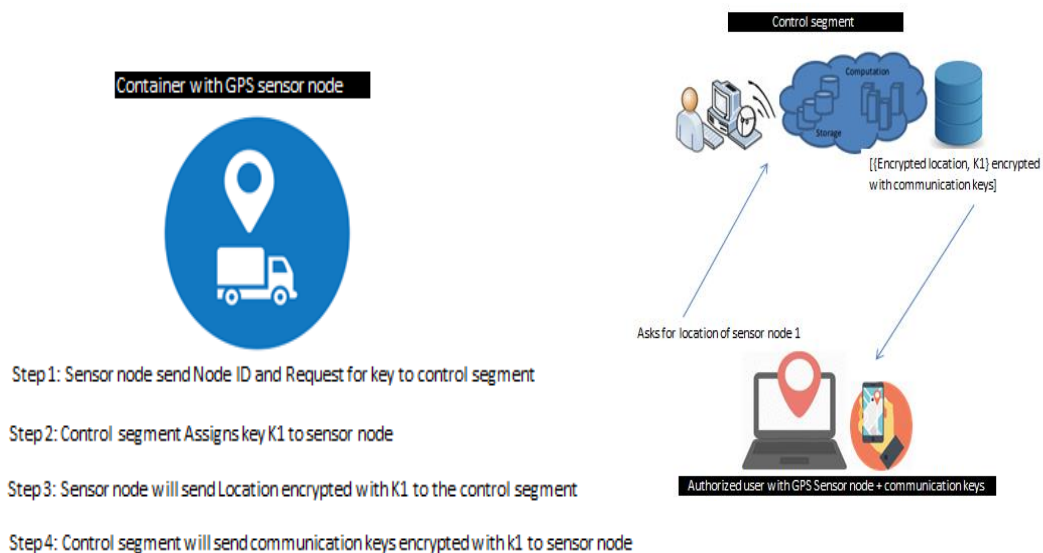 Control segment
Container with GPS sensor node
Computation
Storage
[{Encrypted location, K1} encrypted
with communication keys]
Asks for location of sensor node 1
Authorized user with GPS Sensor node + communication keys
Step 1: Sensor node send Node ID and Request for key to control segment
Step 2: Control segment Assigns key K1 to sensor node
Step 3: Sensor node will send Location encrypted with K1 to the control segment
Step 4: Control segment will send communication keys encrypted with k1 to sensor node